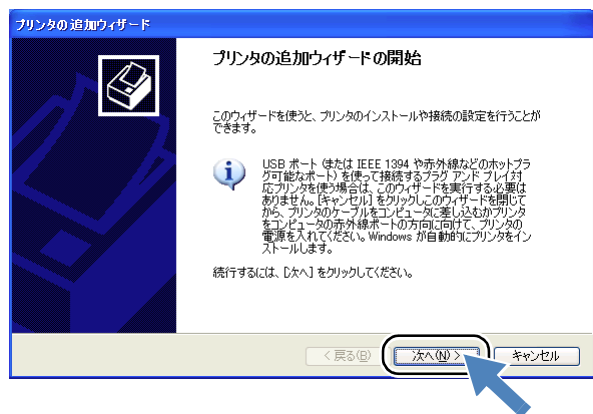 プリンタの追加ウィザード
プリンタの追加ウィザードの開始
このウィザードを使うと、プリンタのインストールや接続の設定を行うことが
できます。
USB ポート (または IEEE 1394 や赤外線などのホットプラ
グ可能なポート) を使って接続するプラグ アンド プレイ対
応プリンタを使う場合は、このウィザードを実行する必要は
ありません。[キャンセル] をクリックしこのウィザードを閉じて
から、プリンタのケーブルをコンピュータに差し込むかプリンタ
をコンピュータの赤外線ポートの方向に向けて、プリンタの
電源を入れてください。Windows が自動的にプリンタをイン
ストールします。
続行するには、[次へ] をクリックしてください。
< 戻る(B)
次へ(N) >
キャンセル